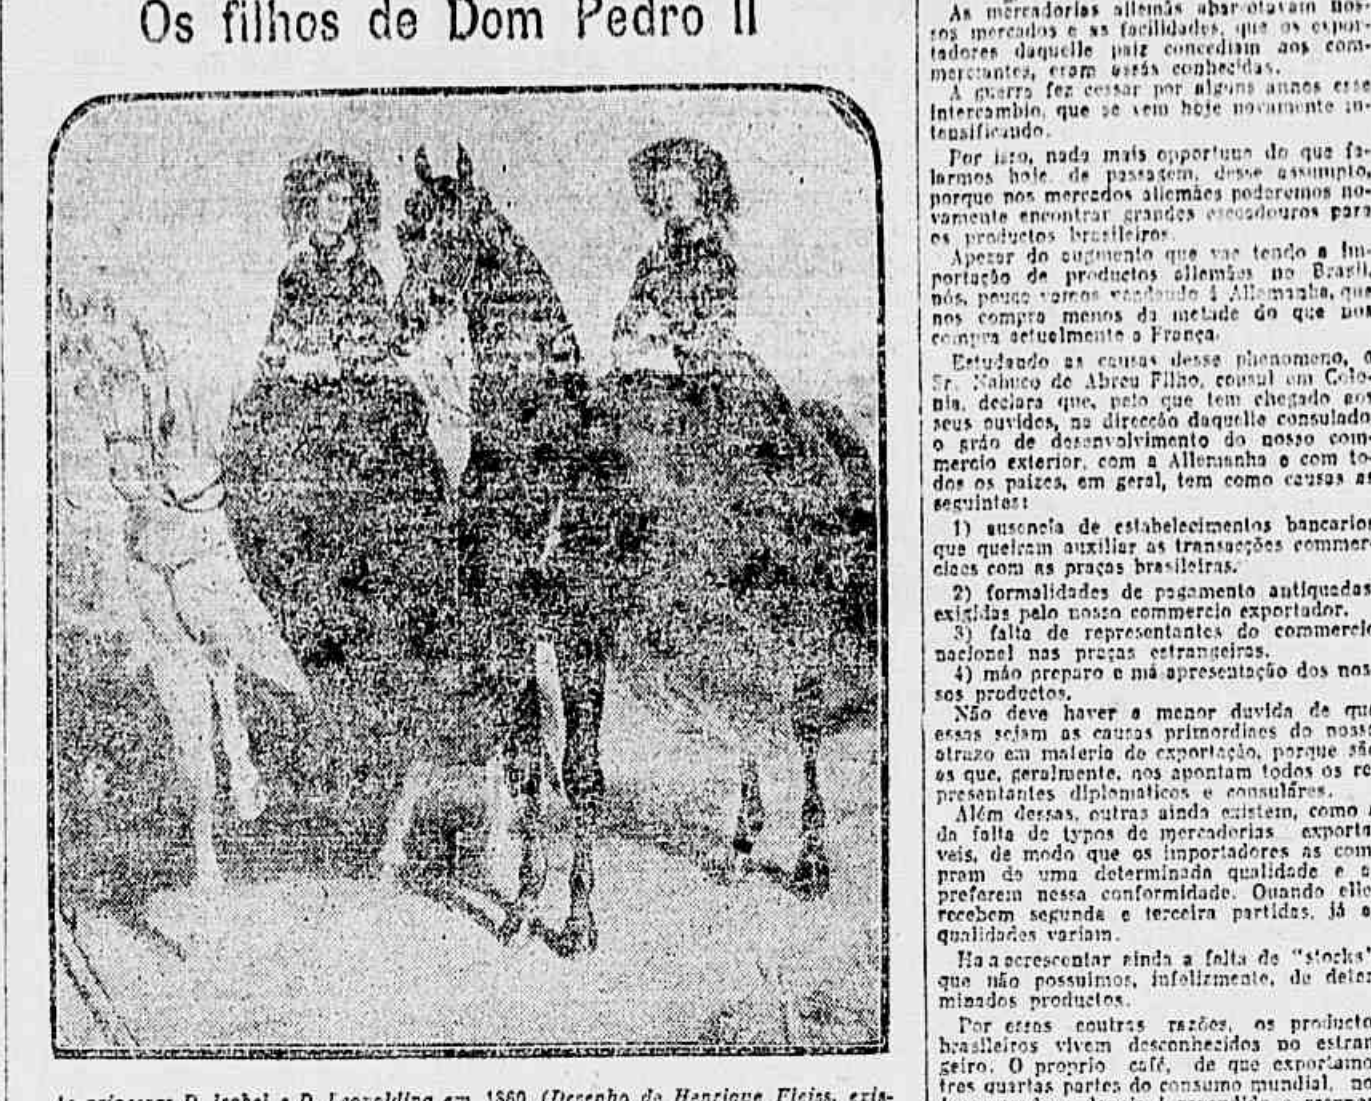 Os filhos de Dom Pedro II
As princezas D. Isabel e D. Leopoldina em 1860 (Desenho de Henrique Fleiss, exis-
As mercadorias allemãs abarrotavam nos-
sos mercados e as facilidades, que os expor-
tadores daquelle paiz concediam aos com-
merciantes, eram assás conhecidas.
A guerra fez cessar por alguns annos esse
intercambio, que se vem hoje novamente in-
tensificando.
Por isso, nada mais opportuno do que fa-
larmos hoje, de passagem, desse assumpto,
porque nos mercados allemães poderemos no-
vamente encontrar grandes escoadouros para
os productos brasileiros.
Apezar do augmento que vae tendo a im-
portação de productos allemães no Brasil
nós, pouco vamos vendendo á Allemanha, que
nos compra menos da metade do que nos
compra actualmente a França.
Estudando as causas desse phenomeno, o
Sr. Nabuco de Abreu Filho, consul em Colo-
nia, declara que, pelo que tem chegado aos
seus ouvidos, na direcção daquelle consulado
o gráo de desenvolvimento do nosso com-
mercio exterior, com a Allemanha e com to-
dos os paizes, em geral, tem como causas as
seguintes:
1) ausencia de estabelecimentos bancarios
que queiram auxiliar as transacções commer-
ciaes com as praças brasileiras.
2) formalidades de pagamento antiquadas
exigidas pelo nosso commercio exportador.
3) falta de representantes do commercio
nacional nas praças estrangeiras.
4) máo preparo e má apresentação dos nos
sos productos.
Não deve haver a menor duvida de que
essas sejam as causas primordiaes do nosso
atrazo em materia de exportação, porque são
as que, geralmente, nos apontam todos os re
presentantes diplomaticos e consuláres.
Além dessas, outras ainda existem, como a
da falta de typos de mercadorias exporta
veis, de modo que os importadores as com
pram de uma determinada qualidade e a
preferem nessa conformidade. Quando elle
recebem segunda e terceira partidas, já a
qualidades variam.
Ha a accrescentar ainda a falta de "stocks"
que não possuimos, infelizmente, de deter
minados productos.
Por essas e outras razões, os producto
brasileiros vivem desconhecidos no estran
geiro. O proprio café, de que exportamo
tres quartas partes do consumo mundial, no